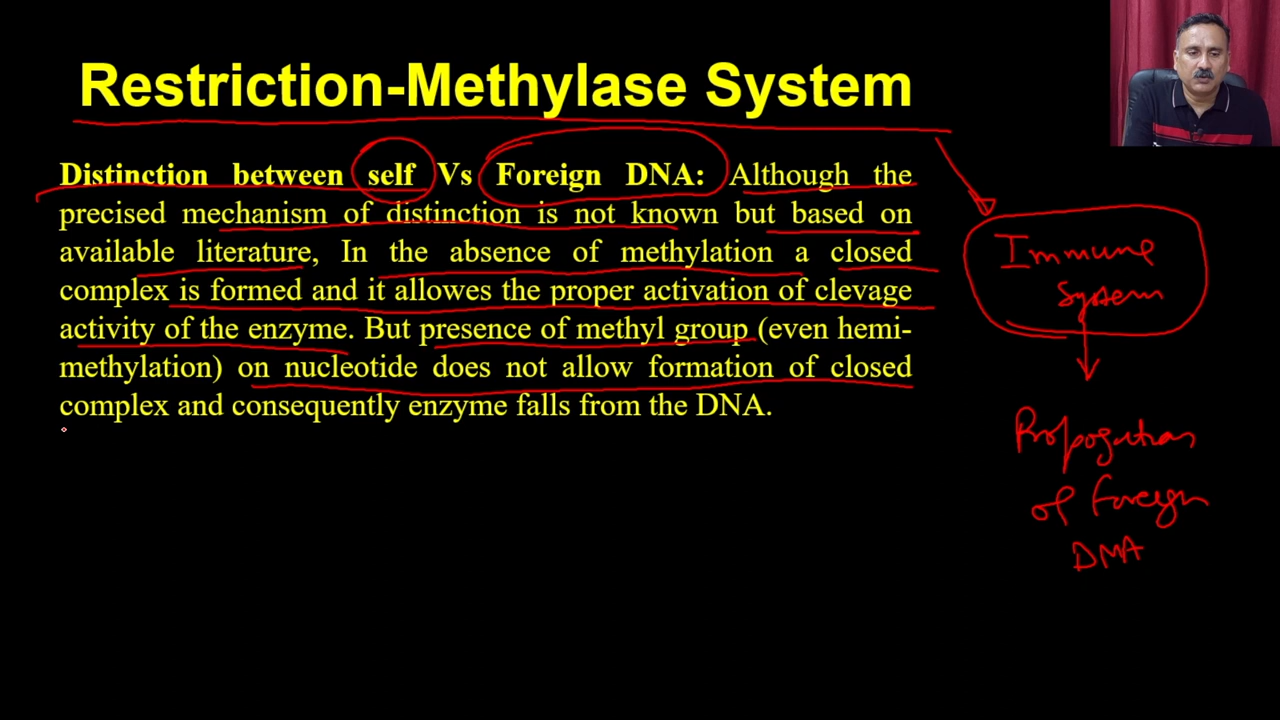 Restriction-Methylase System
Distinction between self Vs Foreign DNA: Although the
precised mechanism of distinction is not known but based on
available literature, In the absence of methylation a closed
complex is formed and it allowes the proper activation of clevage
activity of the enzyme. But presence of methyl group (even hemi-
methylation) on nucleotide does not allow formation of closed
complex and consequently enzyme falls from the DNA.
Immune
System
Propogation
of Foreign
DNA